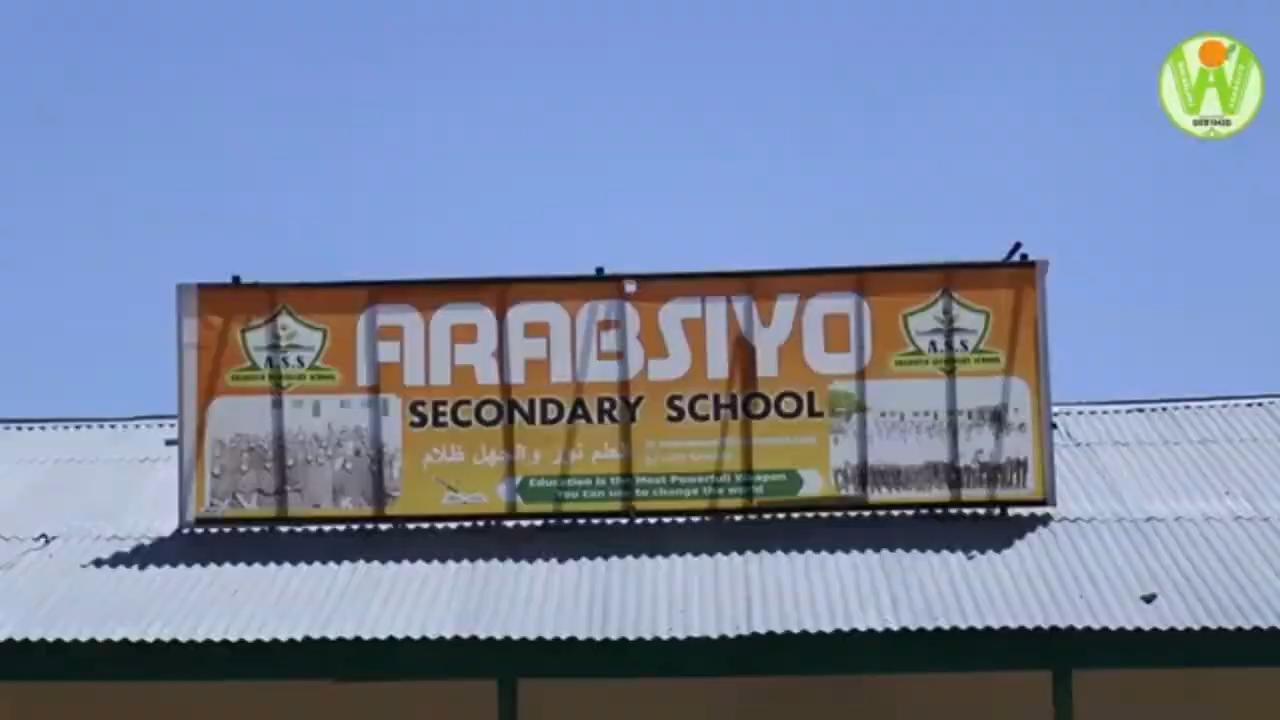 ARABSIYO
A.S.S
A.S.S
SECONDARY SCHOOL
العلم نور والجهل ظلام
Education is the Most Powerfull Weapon
You Can use to change the world